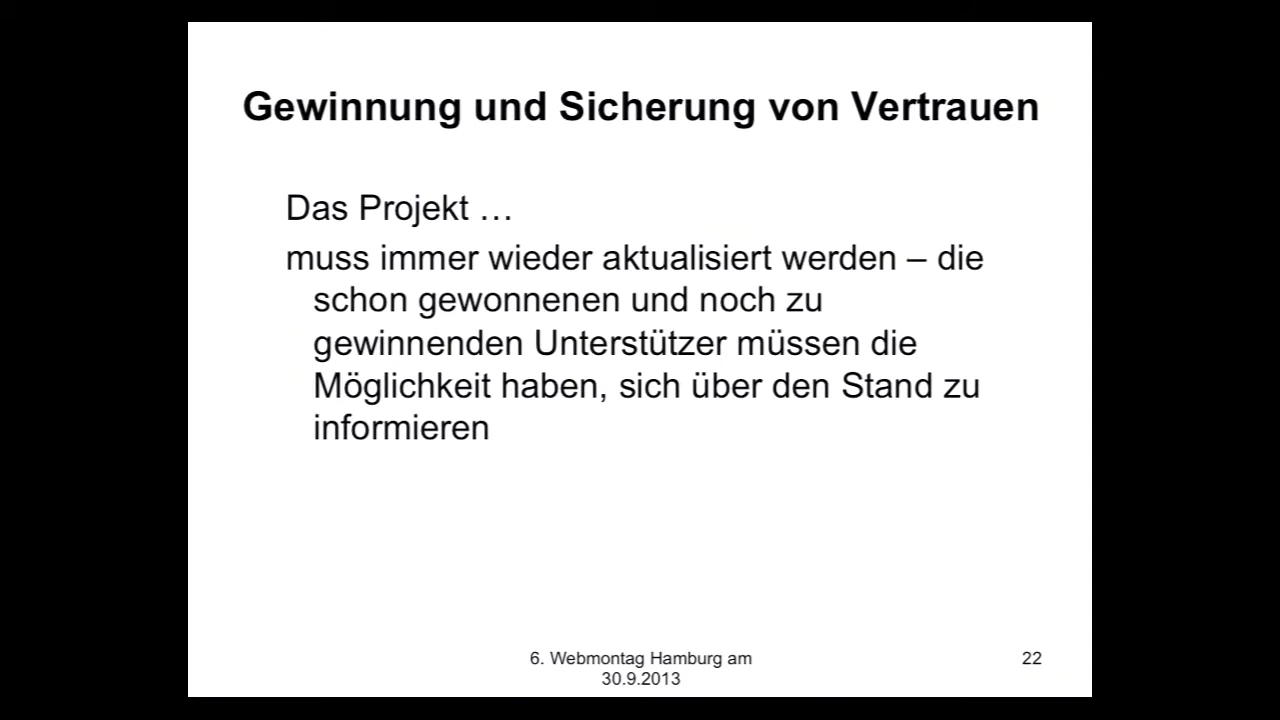 Gewinnung und Sicherung von Vertrauen
Das Projekt …
muss immer wieder aktualisiert werden – die
schon gewonnenen und noch zu
gewinnenden Unterstützer müssen die
Möglichkeit haben, sich über den Stand zu
informieren
6. Webmontag Hamburg am
30.9.2013
22